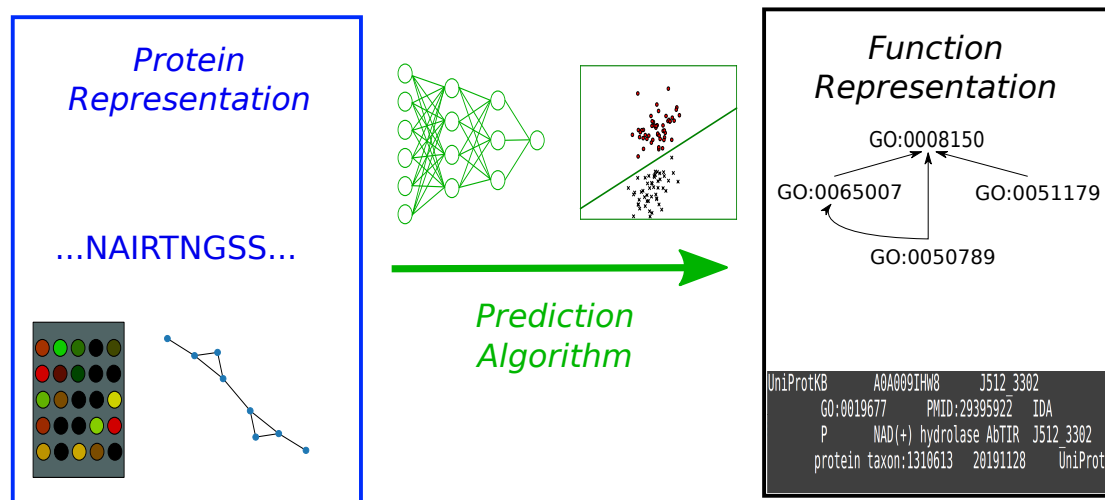 Protein
Representation
...NAIRTNGSS...
Prediction
Algorithm
Function
Representation
GO:0008150
GO:0065007 GO:0051179
GO:0050789
UniProtKB A0A009IHW8 J512_3302
GO:0019677 PMID:29395922 IDA
P NAD(+) hydrolase AbTIR J512_3302
protein taxon:1310613 20191128 UniProt